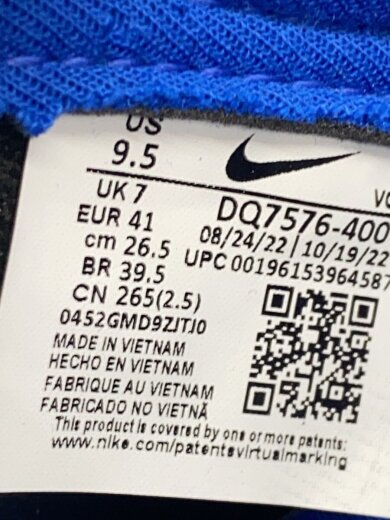 US
9.5
UK 7
EUR 41
cm 26.5
BR 39.5
CN 265(2.5)
0452GMD9ZJTJ0
VO
DQ7576-400
08/24/22 | 10/19/22
UPC 00196153964587
MADE IN VIETNAM
HECHO EN VIETNAM
FABRIQUE AU VIETNAM
FABRICADO NO VIETNÃ
This product is covered by one or more patents:
www.nike.com/patentsvirtualmarking